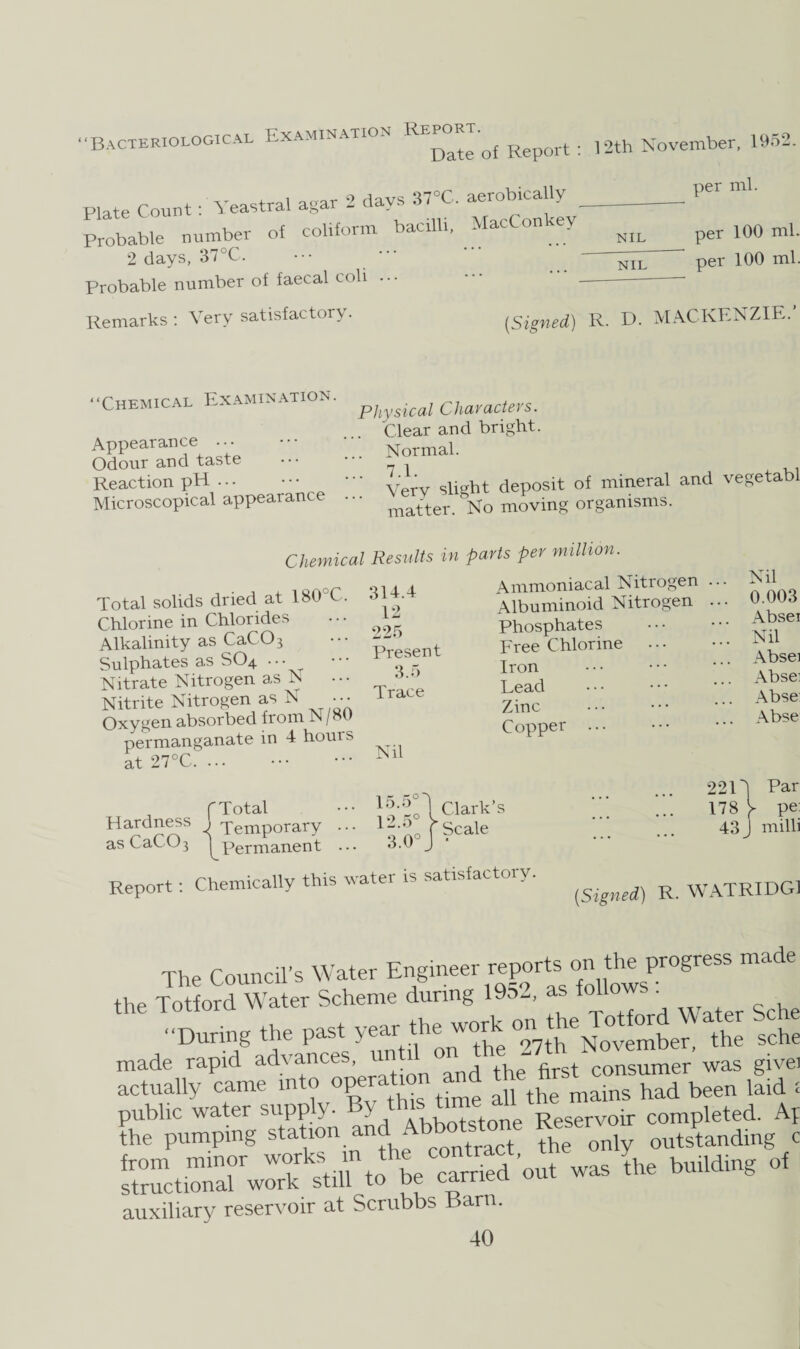 “BACTERIOLOGICAL EXAMINATION REPORT.
Date of Report : 12th November, 1952.
Plate Count : Yeastral agar 2 days 37°C. aerobically per ml.
Probable number of coliform bacilli, MacConkey
2 days, 37°C. ... ... ... ... NIL per 100 ml.
Probable number of faecal coli ... ... ... NIL per 100 ml.
Remarks : Very satisfactory.
(Signed) R. D. MACKENZIE.’
“CHEMICAL EXAMINATION.
Physical Characters.
Appearance ... ... ... Clear and bright.
Odour and taste ... ... Normal.
Reaction pH ... ... ... 7.1.
Microscopical appearance ... Very slight deposit of mineral and vegetabl
matter. No moving organisms.
Chemical Results in parts per million.
Total solids dried at 180°C. 314.4
Chlorine in Chlorides ... 12
Alkalinity as CaCO3 ... 225
Sulphates as SO4 ... ... Present
Nitrate Nitrogen as N ... 3.5
Nitrite Nitrogen as N ... Trace
Oxygen absorbed from N/80
permanganate in 4 hours
at 27°C. ... ... ... Nil
Ammoniacal Nitrogen ... Nil
Albuminoid Nitrogen ... 0.003
Phosphates ... ... Abser
Free Chlorine ... ... Nil
Iron ... ... ... Abser
Lead ... ... ... Abse
Zinc ... ... ... Abse
Copper ... ... ... Abse
Hardness as CaCO3
Total ... 15.5° ... ... 221 Par
Temporary ... 12.5° Clark’s Scale ... ... 178 pe
Permanent ... 3.0° ... ... 43 milli
Report : Chemically this water is satisfactory.
(Signed) R. WATRIDGE
The Council’s Water Engineer reports on the progress made
the Totford Water Scheme during 1952, as follows :
“During the past year the work on the Totford Water Sche
made rapid advances, until on the 27th November, the sche
actually came into operation and the first consumer was give
public water supply. By this time all the mains had been laid
the pumping station and Abbotstone Reservoir completed. Ap
from minor works in the contract, the only outstanding c
structional work still to be carried out was the building of
auxiliary reservoir at Scrubbs Barn.
40